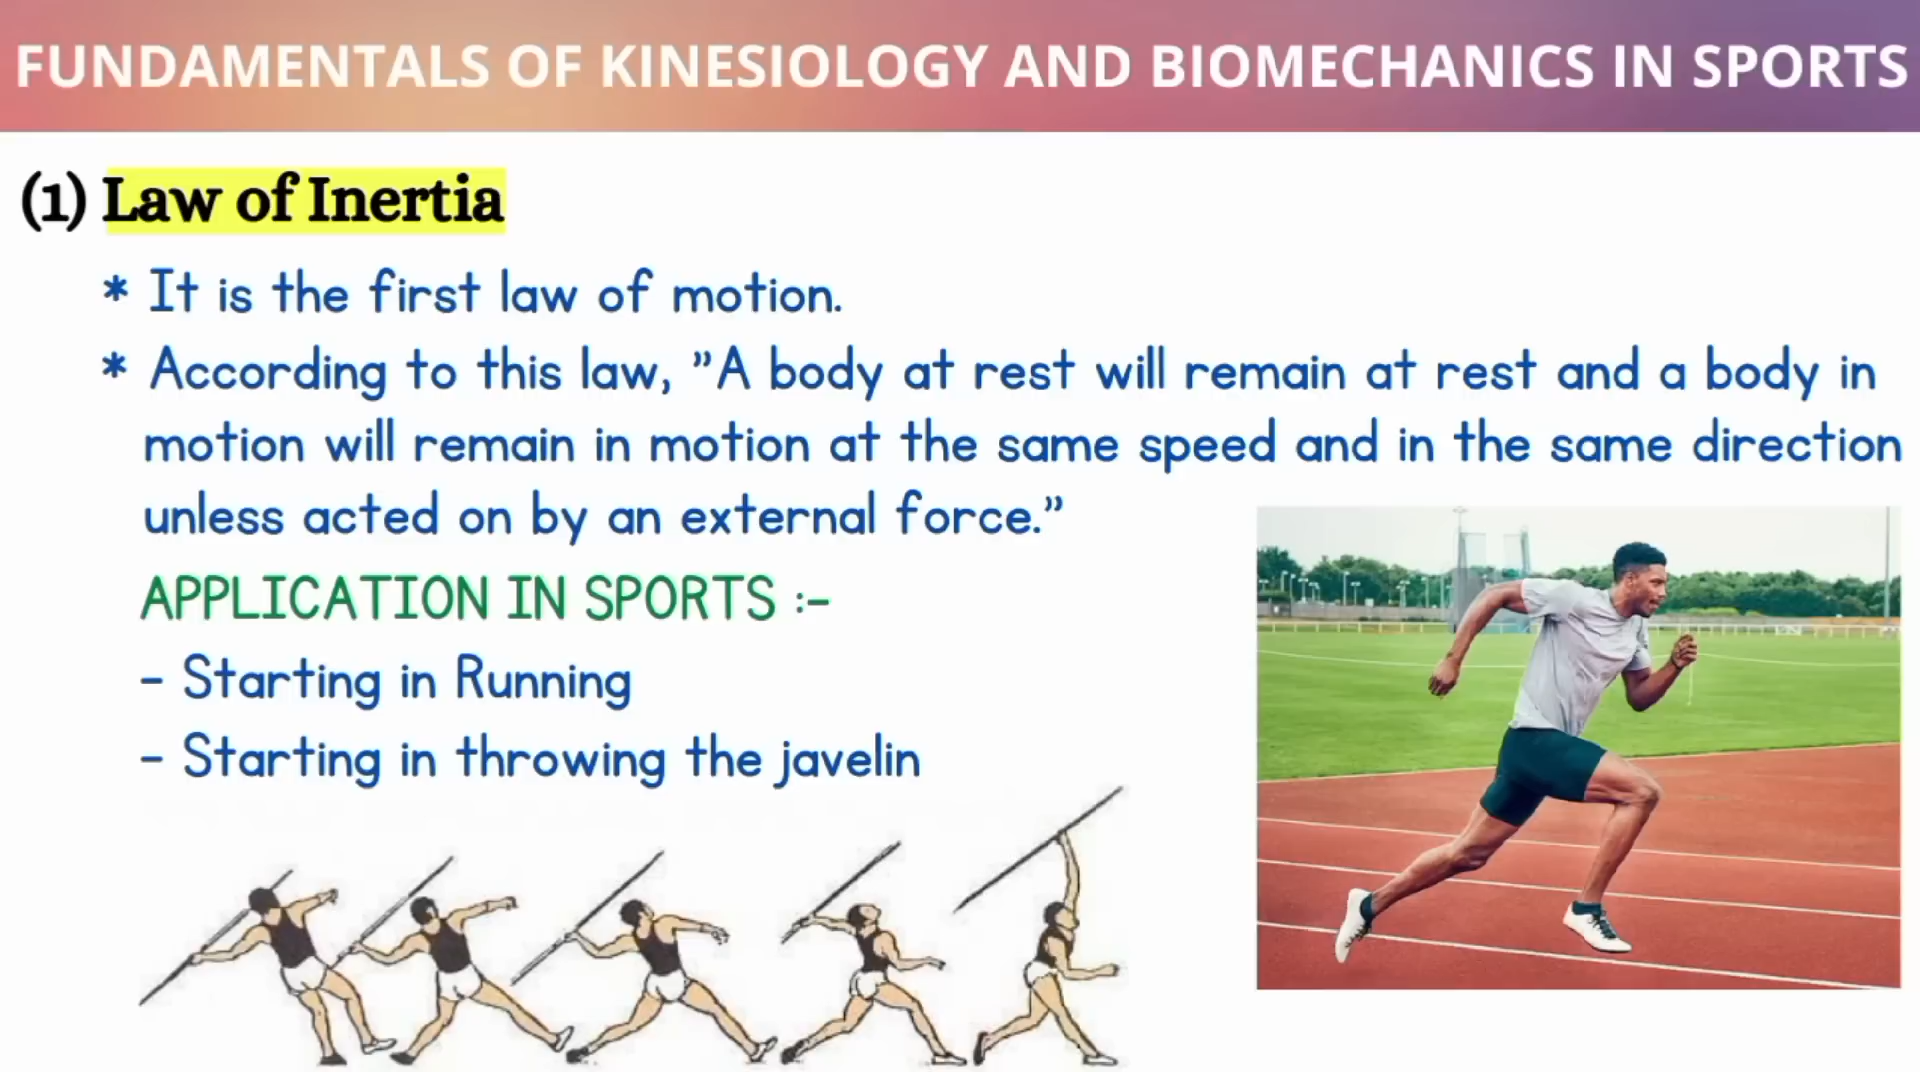 FUNDAMENTALS OF KINESIOLOGY AND BIOMECHANICS IN SPORTS
(1) Law of Inertia
* It is the first law of motion.
* According to this law, ”A body at rest will remain at rest and a body in
motion will remain in motion at the same speed and in the same direction
unless acted on by an external force.”
APPLICATION IN SPORTS :-
- Starting in Running
- Starting in throwing the javelin